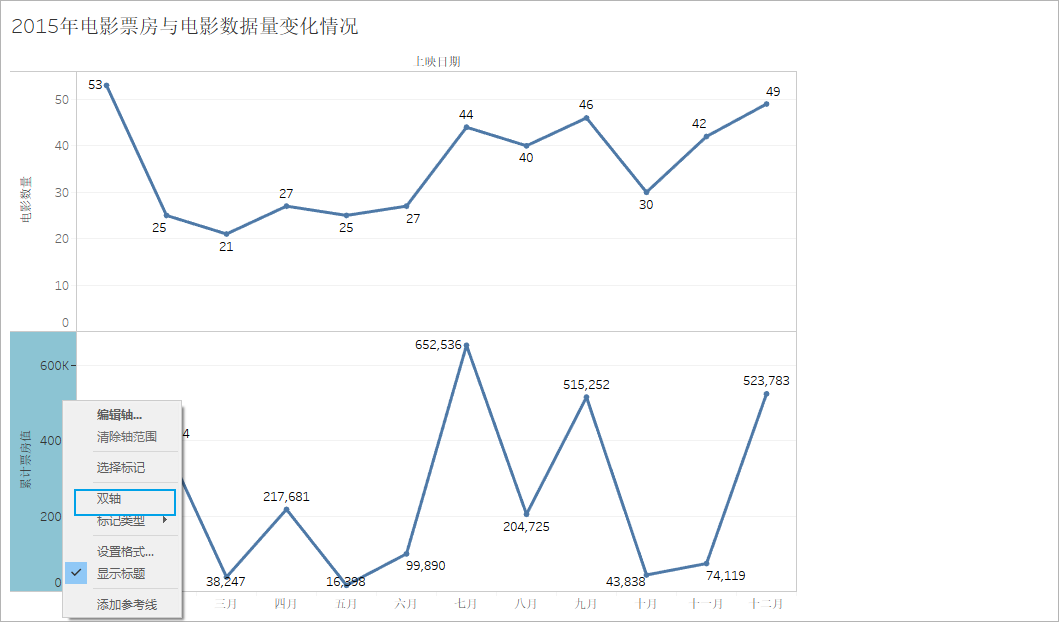 2015年电影票房与电影数据量变化情况
上映日期
电影数量
50
40
30
20
10
0
53
25
21
27
25
27
44
40
46
30
42
49
累计票房值
600K
400
200
0
4
38,247
217,681
16,398
99,890
652,536
204,725
515,252
43,838
74,119
523,783
编辑轴...
清除轴范围
选择标记
双轴
标记类型
设置格式...
显示标题
添加参考线
三月
四月
五月
六月
七月
八月
九月
十月
十一月
十二月